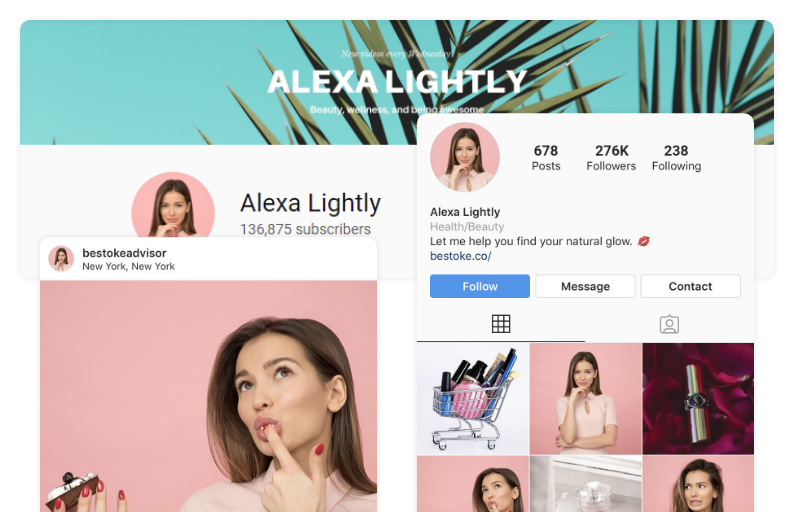 New videos every Wednesday!
ALEXA LIGHTLY
Beauty, wellness, and being awesome
Alexa Lightly
136,875 subscribers
bestokeadvisor
New York, New York
678
276K
238
Posts
Followers
Following
Alexa Lightly
Health/Beauty
Let me help you find your natural glow. 💋
bestoke.co/
Follow
Message
Contact